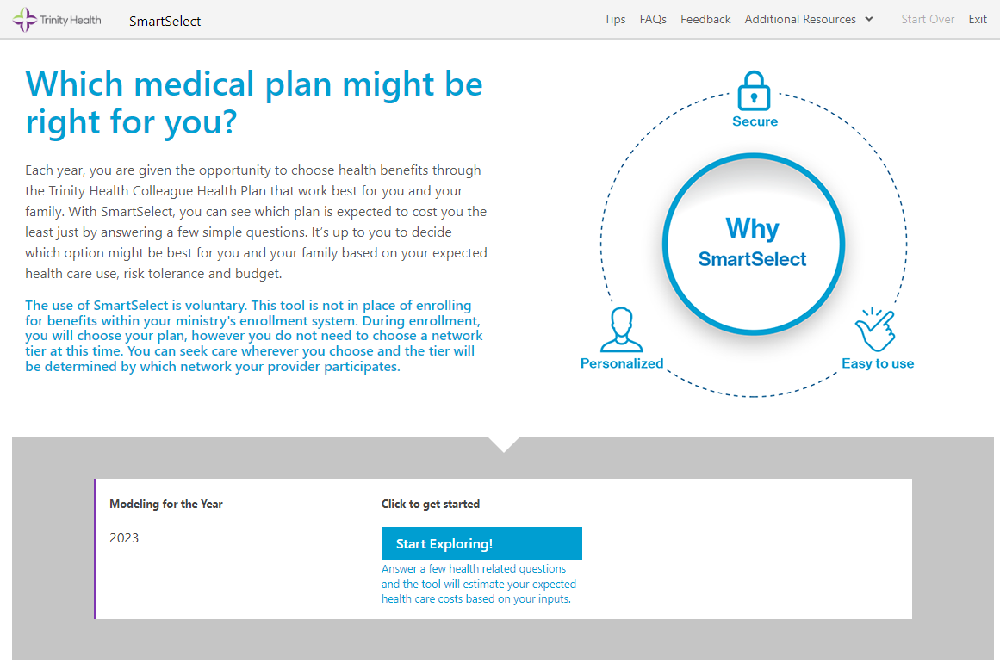 Trinity Health
SmartSelect
Tips FAQs Feedback Additional Resources Start Over Exit
Which medical plan might be
right for you?
Each year, you are given the opportunity to choose health benefits through
the Trinity Health Colleague Health Plan that work best for you and your
family. With SmartSelect, you can see which plan is expected to cost you the
least just by answering a few simple questions. It’s up to you to decide
which option might be best for you and your family based on your expected
health care use, risk tolerance and budget.
The use of SmartSelect is voluntary. This tool is not in place of enrolling
for benefits within your ministry’s enrollment system. During enrollment,
you will choose your plan, however you do not need to choose a network
tier at this time. You can seek care wherever you choose and the tier will
be determined by which network your provider participates.
Secure
Why
SmartSelect
Personalized
Easy to use
Modeling for the Year
2023
Click to get started
Start Exploring!
Answer a few health related questions
and the tool will estimate your expected
health care costs based on your inputs.